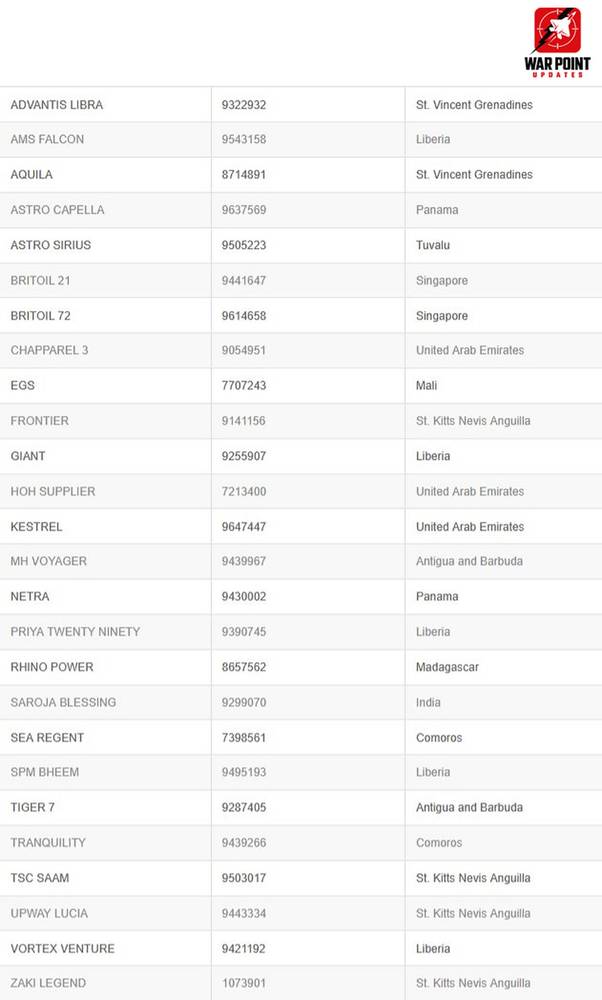 WAR POINT
UPDATES
ADVANTIS LIBRA 9322932 St. Vincent Grenadines
AMS FALCON 9543158 Liberia
AQUILA 8714891 St. Vincent Grenadines
ASTRO CAPELLA 9637569 Panama
ASTRO SIRIUS 9505223 Tuvalu
BRITOIL 21 9441647 Singapore
BRITOIL 72 9614658 Singapore
CHAPPAREL 3 9054951 United Arab Emirates
EGS 7707243 Mali
FRONTIER 9141156 St. Kitts Nevis Anguilla
GIANT 9255907 Liberia
HOH SUPPLIER 7213400 United Arab Emirates
KESTREL 9647447 United Arab Emirates
MH VOYAGER 9439967 Antigua and Barbuda
NETRA 9430002 Panama
PRIYA TWENTY NINETY 9390745 Liberia
RHINO POWER 8657562 Madagascar
SAROJA BLESSING 9299070 India
SEA REGENT 7398561 Comoros
SPM BHEEM 9495193 Liberia
TIGER 7 9287405 Antigua and Barbuda
TRANQUILITY 9439266 Comoros
TSC SAAM 9503017 St. Kitts Nevis Anguilla
UPWAY LUCIA 9443334 St. Kitts Nevis Anguilla
VORTEX VENTURE 9421192 Liberia
ZAKI LEGEND 1073901 St. Kitts Nevis Anguilla